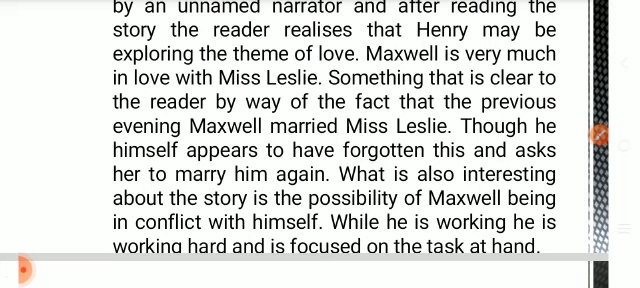 by an unnamed narrator and after reading the
story the reader realises that Henry may be
exploring the theme of love. Maxwell is very much
in love with Miss Leslie. Something that is clear to
the reader by way of the fact that the previous
evening Maxwell married Miss Leslie. Though he
himself appears to have forgotten this and asks
her to marry him again. What is also interesting
about the story is the possibility of Maxwell being
in conflict with himself. While he is working he is
working hard and is focused on the task at hand.